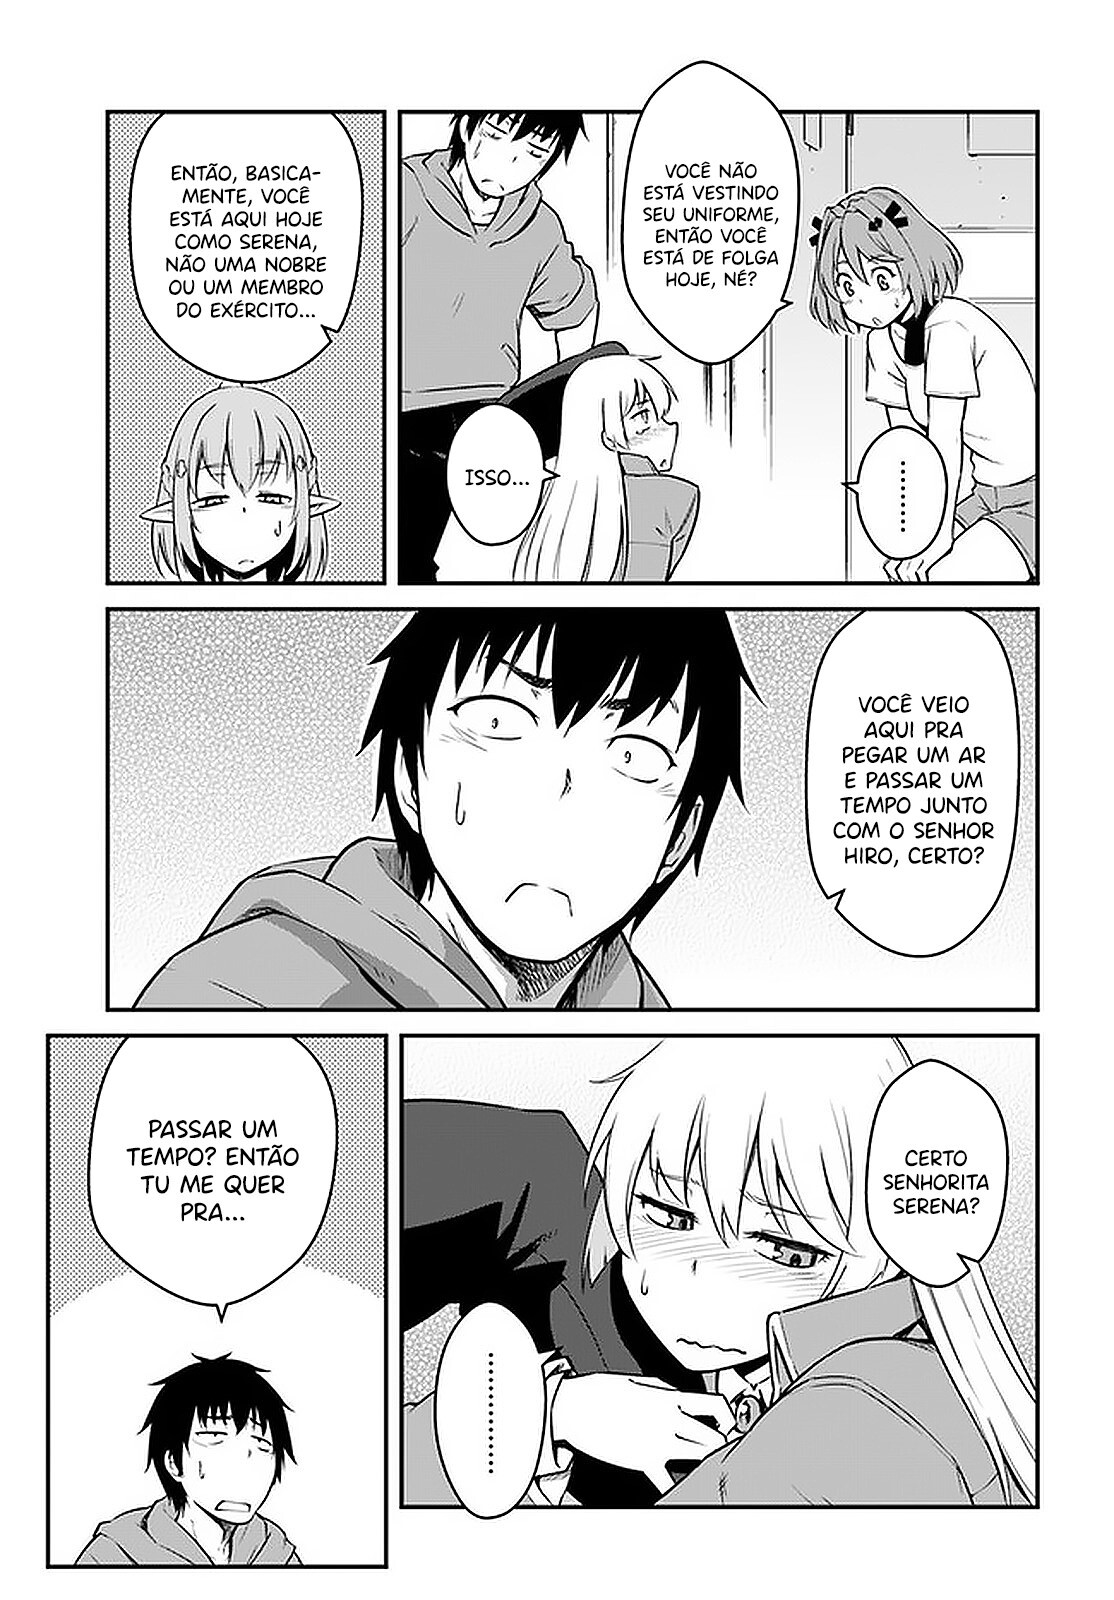 VOCÊ NÃO
ESTÁ VESTINDO
SEU UNIFORME,
ENTÃO VOCÊ
ESTÁ DE FOLGA
HOJE, NÉ?
.........
ISSO...
ENTÃO, BASICA-
MENTE, VOCÊ
ESTÁ AQUI HOJE
COMO SERENA,
NÃO UMA NOBRE
OU UM MEMBRO
DO EXÉRCITO...
VOCÊ VEIO
AQUI PRA
PEGAR UM AR
E PASSAR UM
TEMPO JUNTO
COM O SENHOR
HIRO, CERTO?
CERTO
SENHORITA
SERENA?
...............
PASSAR UM
TEMPO? ENTÃO
TU ME QUER
PRA...